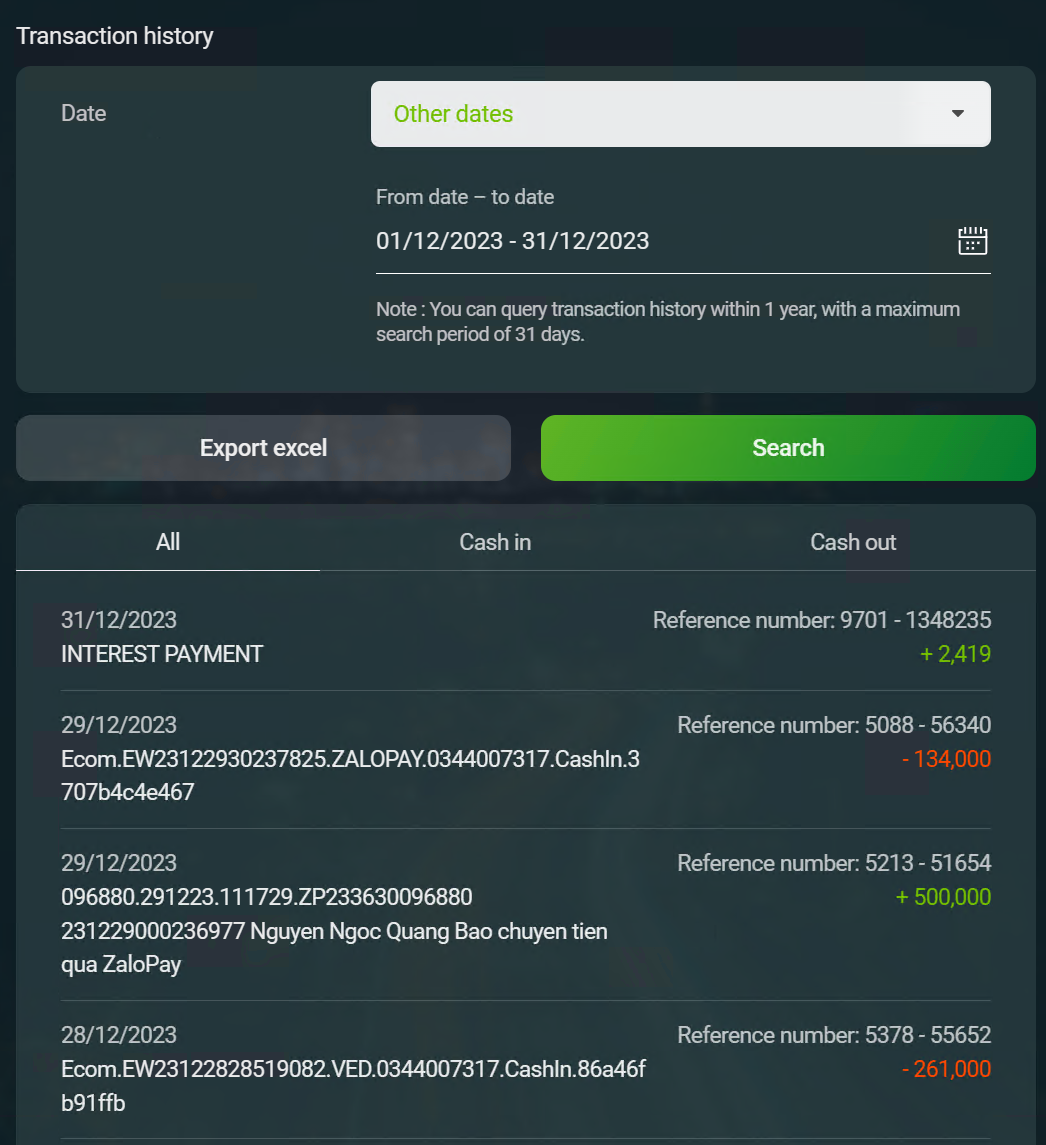 Transaction history
Date
Other dates
From date – to date
01/12/2023 - 31/12/2023
Note : You can query transaction history within 1 year, with a maximum
search period of 31 days.
Export excel
Search
All
Cash in
Cash out
31/12/2023
Reference number: 9701 - 1348235
INTEREST PAYMENT
+ 2,419
29/12/2023
Reference number: 5088 - 56340
Ecom.EW23122930237825.ZALOPAY.0344007317.CashIn.3
- 134,000
707b4c4e467
29/12/2023
Reference number: 5213 - 51654
096880.291223.111729.ZP233630096880
+ 500,000
231229000236977 Nguyen Ngoc Quang Bao chuyen tien
qua ZaloPay
28/12/2023
Reference number: 5378 - 55652
Ecom.EW23122828519082.VED.0344007317.CashIn.86a46f
- 261,000
b91ffb